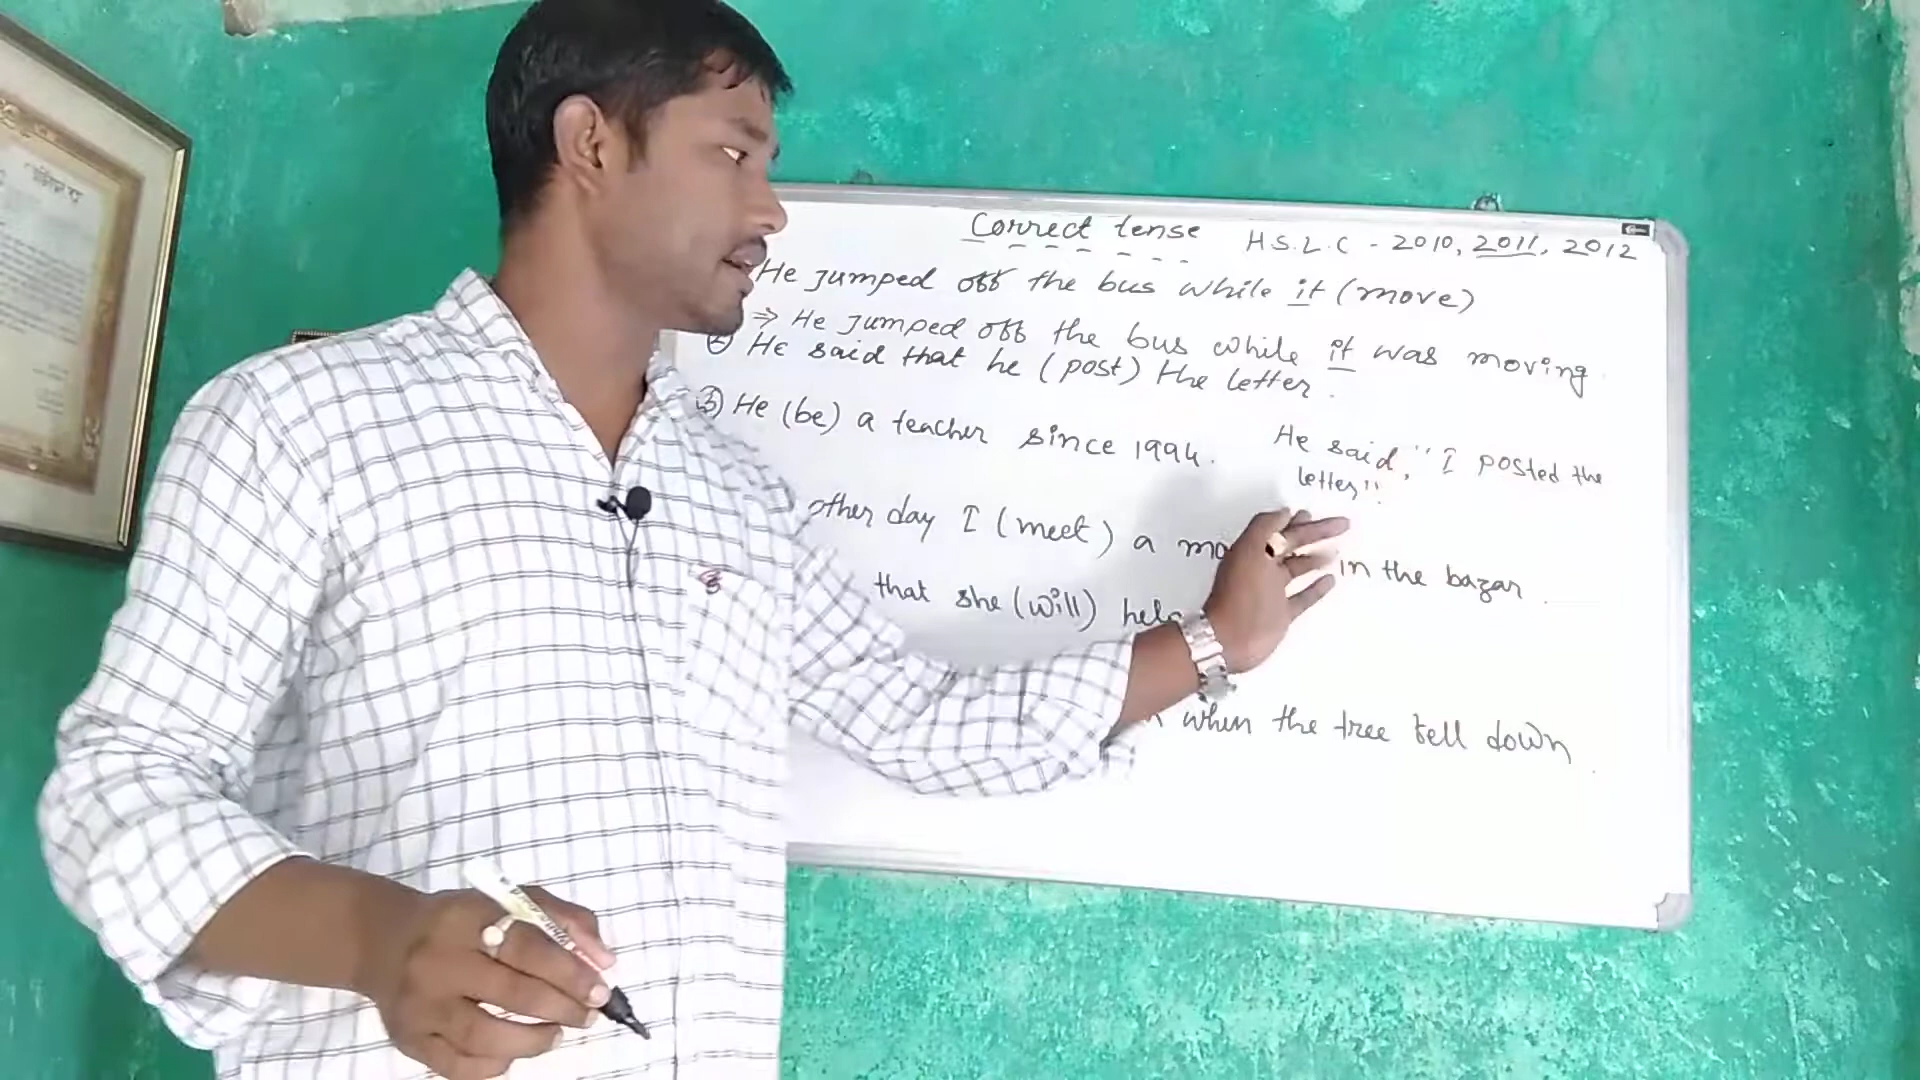 Correct tense H.S.L.C - 2010, 2011, 2012
He Jumped off the bus while it (move)
⇒ He Jumped off the bus while it was moving.
② He said that he (post) the letter.
③ He (be) a teacher since 1994.
He said, "I posted the
letter".
other day I (meet) a in the bazar.
that she (will)
when the tree tell down.